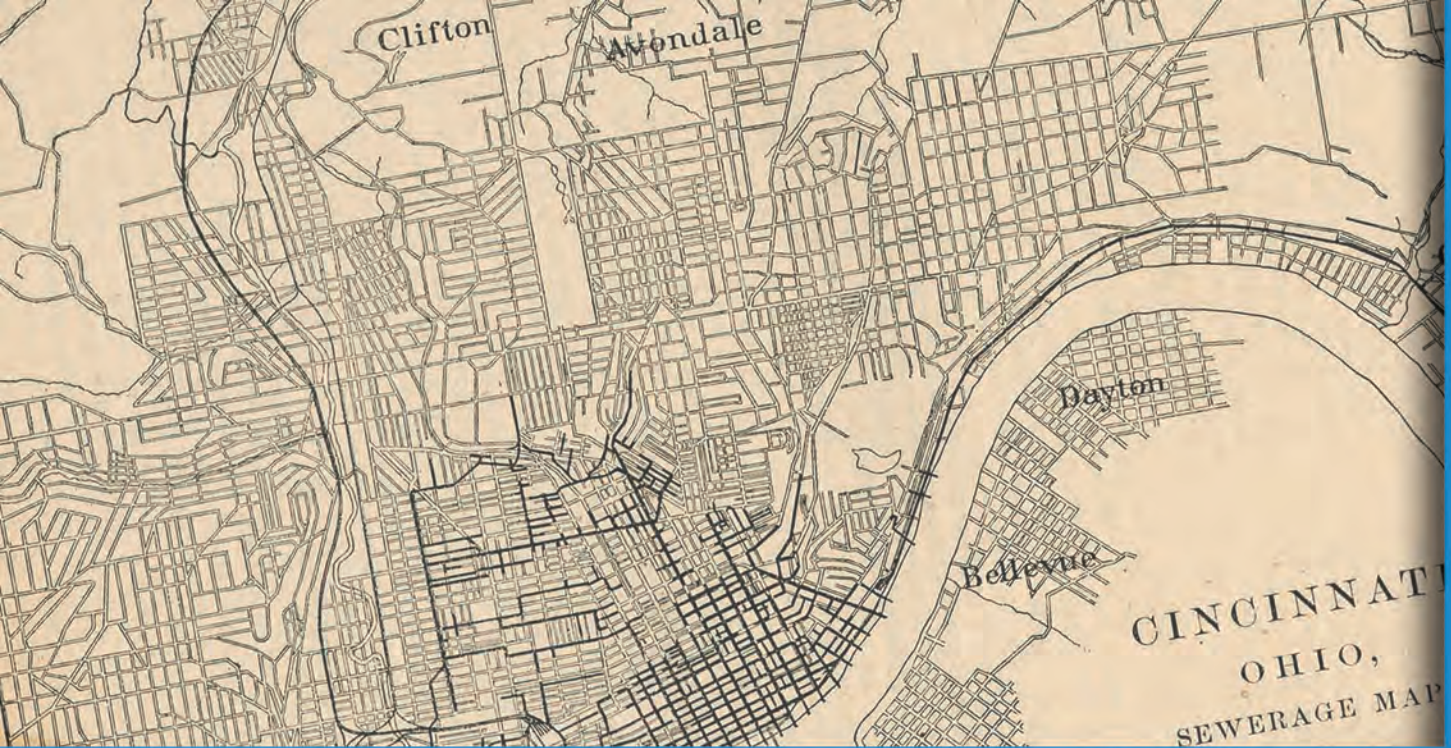 Clifton
Avondale
Dayton
Bellevue
CINCINNATI
OHIO,
SEWERAGE MAP